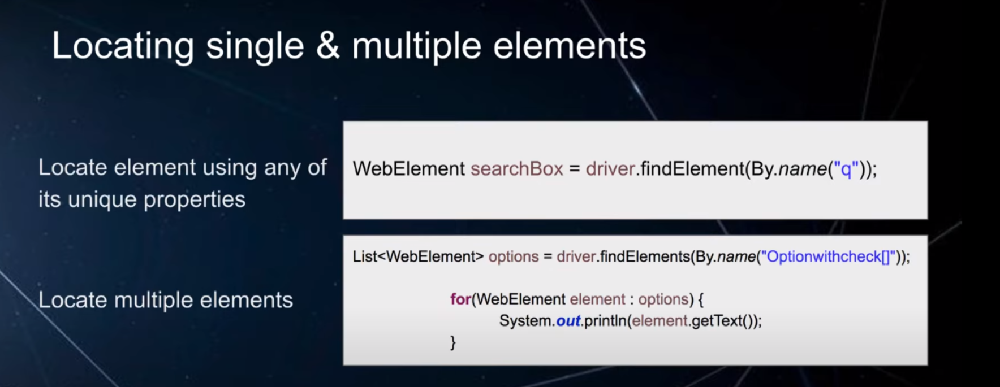 Locating single & multiple elements
Locate element using any of
its unique properties
WebElement searchBox = driver.findElement(By.name("q"));
Locate multiple elements
List<WebElement> options = driver.findElements(By.name("Optionwithcheck[]"));
for(WebElement element : options) {
System.out.println(element.getText());
}